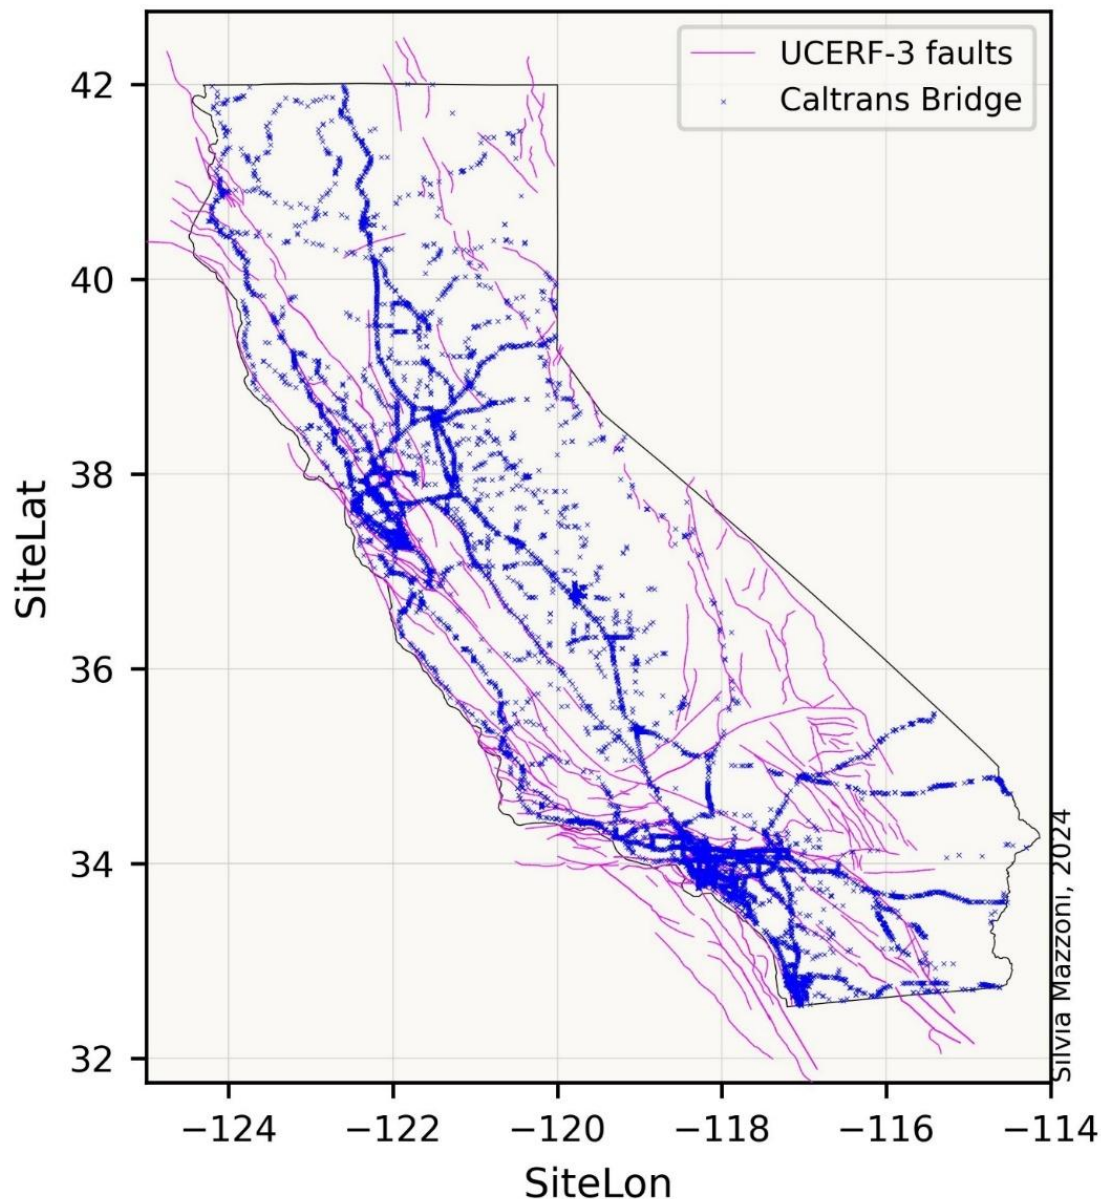 UCERF-3 faults
Caltrans Bridge
42
40
38
36
34
32
SiteLat
−124
−122
−120
−118
−116
−114
SiteLon
Silvia Mazzoni, 2024